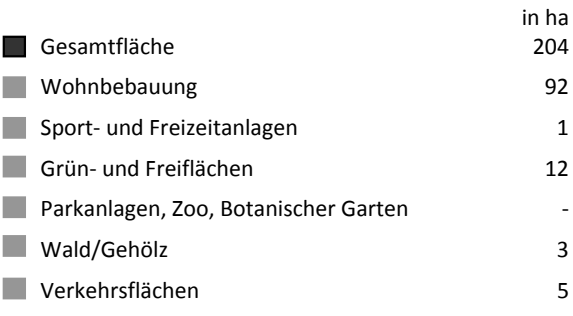 in ha
Gesamtfläche 204
Wohnbebauung 92
Sport- und Freizeitanlagen 1
Grün- und Freiflächen 12
Parkanlagen, Zoo, Botanischer Garten -
Wald/Gehölz 3
Verkehrsflächen 5